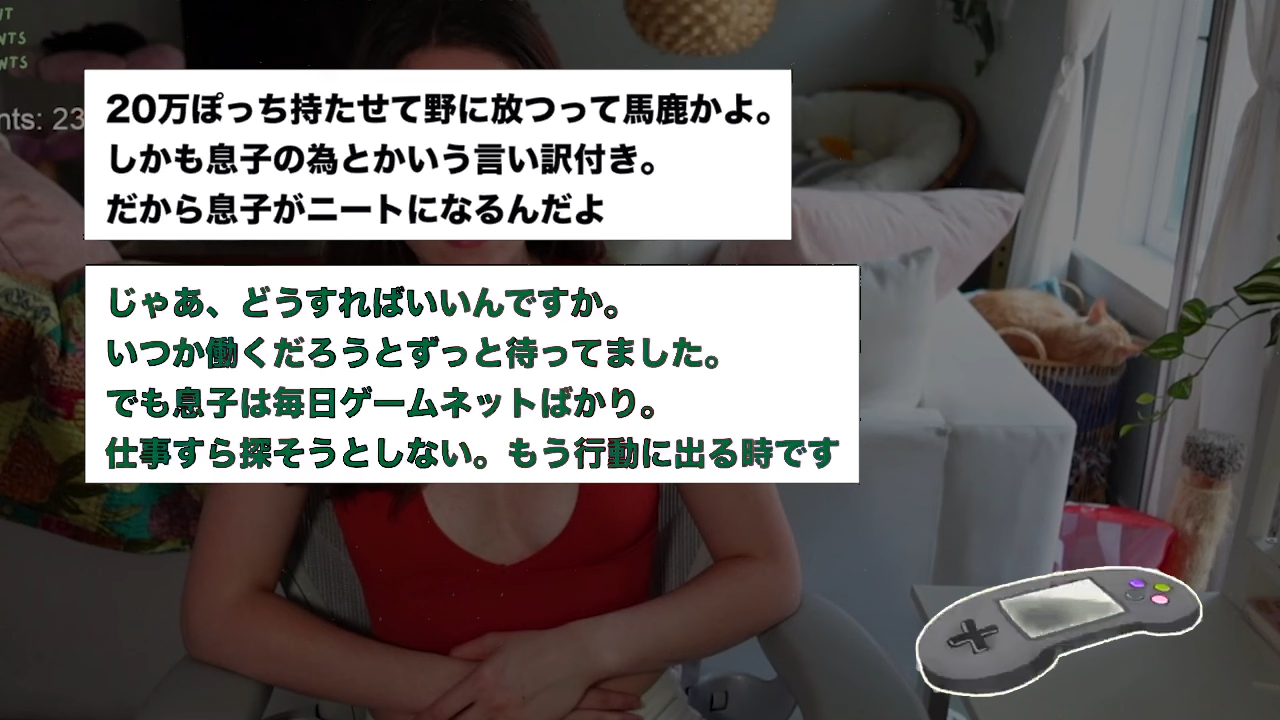 NTS
NTS
nts: 23
20万ぽっち持たせて野に放つって馬鹿かよ。
しかも息子の為とかいう言い訳付き。
だから息子がニートになるんだよ
じゃあ、どうすればいいんですか。
いつか働くだろうとずっと待ってました。
でも息子は毎日ゲームネットばかり。
仕事すら探そうとしない。もう行動に出る時です